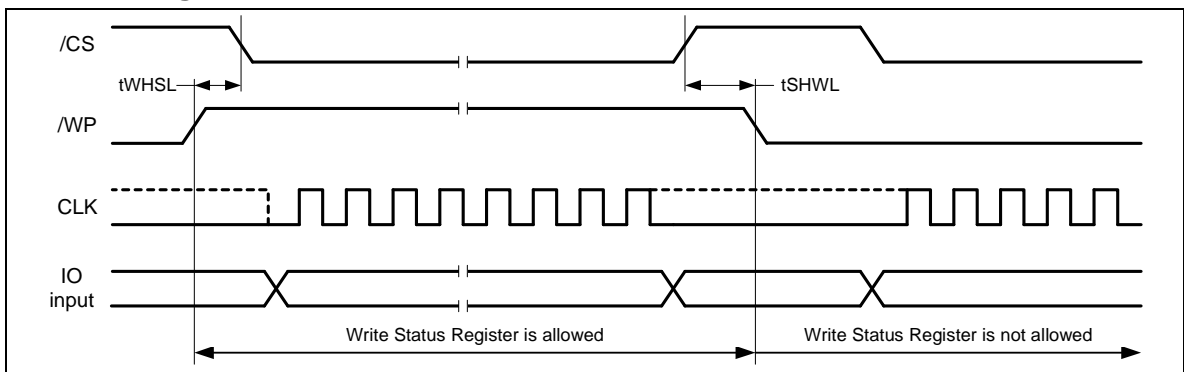 /CS
tWHSL
tSHWL
/WP
CLK
IO
input
Write Status Register is allowed
Write Status Register is not allowed